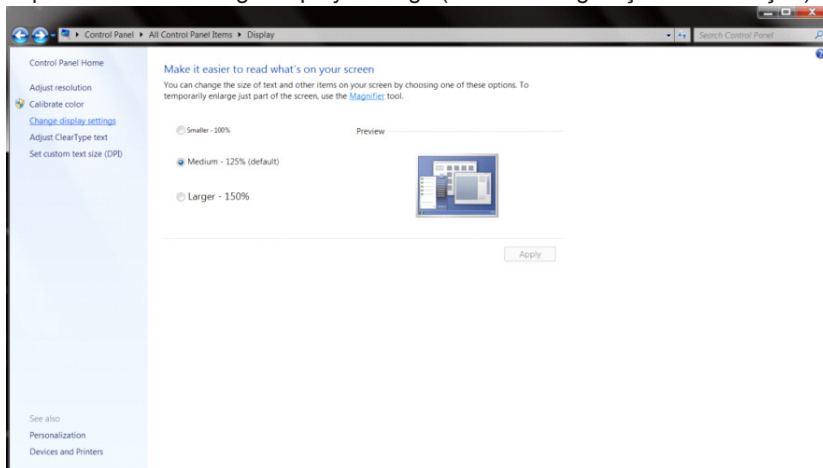 Control Panel ▸ All Control Panel Items ▸ Display
Search Control Panel
Control Panel Home
Adjust resolution
Calibrate color
Change display settings
Adjust ClearType text
Set custom text size (DPI)
Make it easier to read what's on your screen
You can change the size of text and other items on your screen by choosing one of these options. To
temporarily enlarge just part of the screen, use the Magnifier tool.
Smaller - 100%
Preview
Medium - 125% (default)
Larger - 150%
Apply
See also
Personalization
Devices and Printers